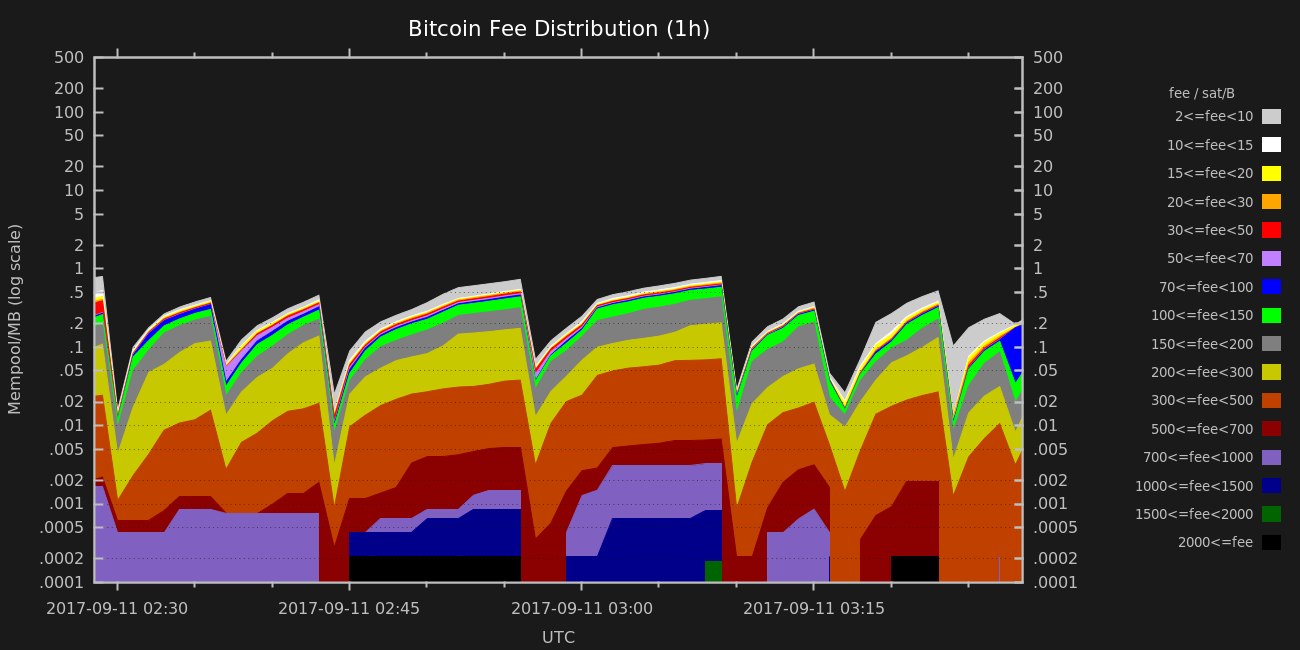 Bitcoin Fee Distribution (1h)
Mempool/MB (log scale)
500
200
100
50
20
10
5
2
1
.5
.2
.1
.05
.02
.01
.005
.002
.001
.0005
.0002
.0001
500
200
100
50
20
10
5
2
1
.5
.2
.1
.05
.02
.01
.005
.002
.001
.0005
.0002
.0001
2017-09-11 02:30
2017-09-11 02:45
2017-09-11 03:00
2017-09-11 03:15
UTC
fee / sat/B
2<=fee<10
10<=fee<15
15<=fee<20
20<=fee<30
30<=fee<50
50<=fee<70
70<=fee<100
100<=fee<150
150<=fee<200
200<=fee<300
300<=fee<500
500<=fee<700
700<=fee<1000
1000<=fee<1500
1500<=fee<2000
2000<=fee